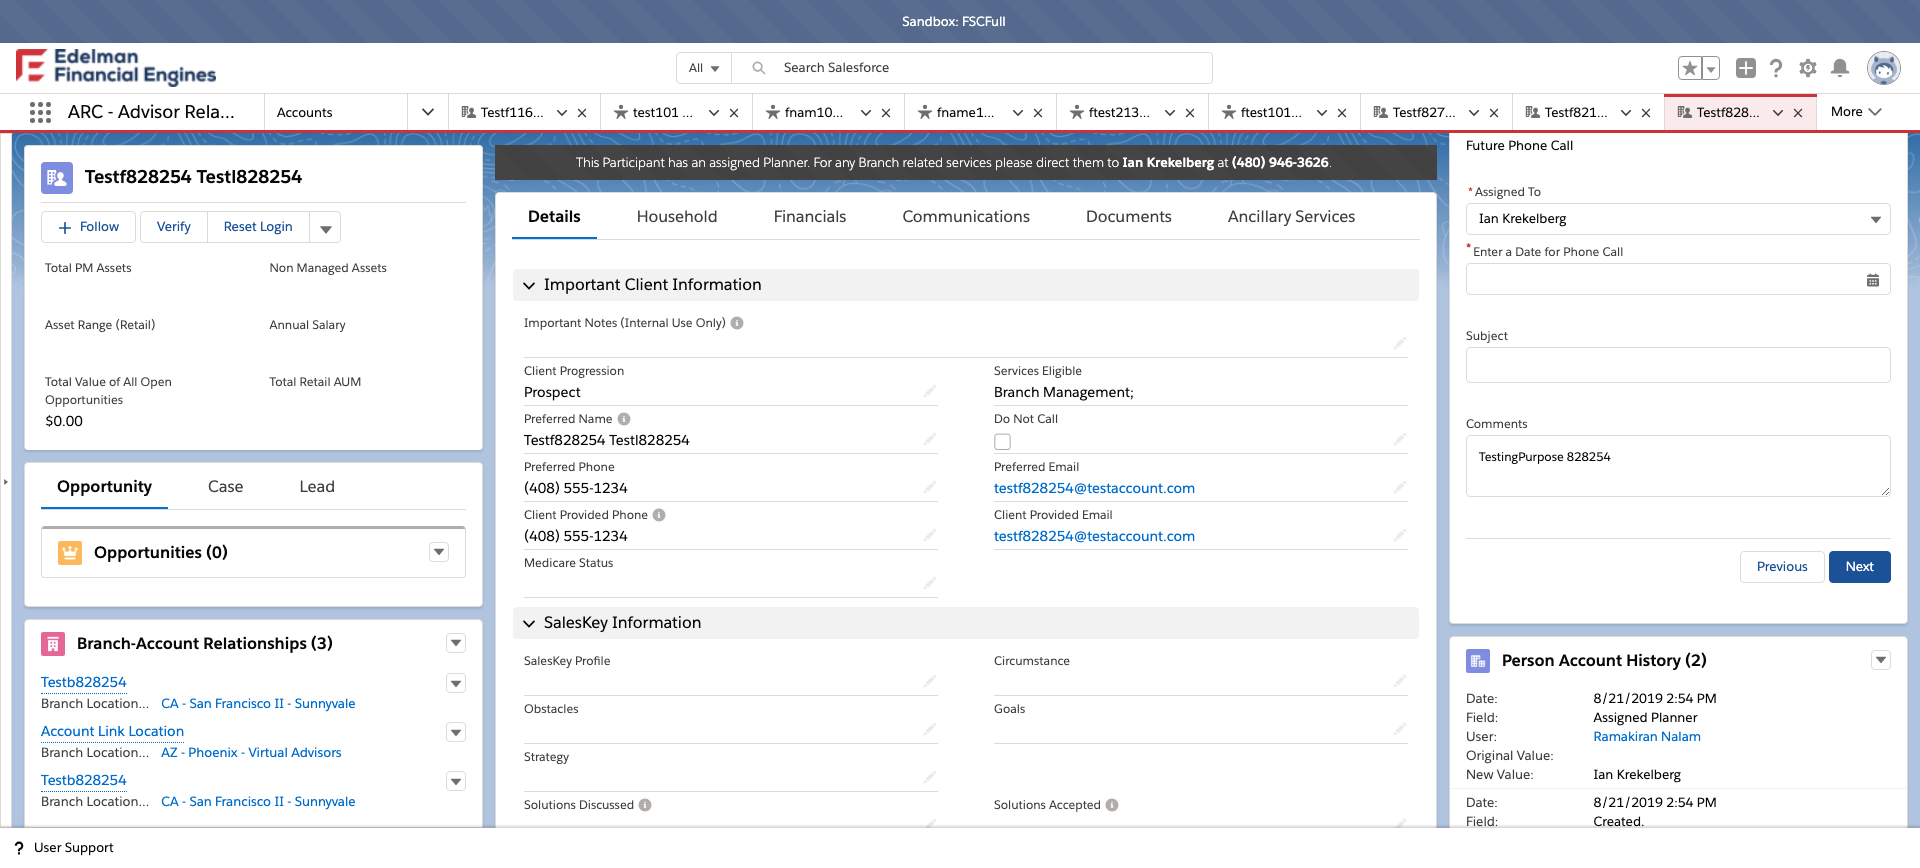 Sandbox: FSCFull
Edelman
Financial Engines
All
Search Salesforce
ARC - Advisor Rela...
Accounts
Testf116...
test101 ...
fnam10...
fname1...
ftest213...
ftest101...
Testf827...
Testf821...
Testf828...
More
Testf828254 Testl828254
Follow
Verify
Reset Login
Total PM Assets
Non Managed Assets
Asset Range (Retail)
Annual Salary
Total Value of All Open
Opportunities
Total Retail AUM
$0.00
Opportunity
Case
Lead
Opportunities (0)
Branch-Account Relationships (3)
Testb828254
Branch Location... CA - San Francisco II - Sunnyvale
Account Link Location
Branch Location... AZ - Phoenix - Virtual Advisors
Testb828254
Branch Location... CA - San Francisco II - Sunnyvale
This Participant has an assigned Planner. For any Branch related services please direct them to Ian Krekelberg at (480) 946-3626.
Details
Household
Financials
Communications
Documents
Ancillary Services
Important Client Information
Important Notes (Internal Use Only)
Client Progression
Prospect
Services Eligible
Branch Management;
Preferred Name
Testf828254 Testl828254
Do Not Call
Preferred Phone
(408) 555-1234
Preferred Email
testf828254@testaccount.com
Client Provided Phone
(408) 555-1234
Client Provided Email
testf828254@testaccount.com
Medicare Status
SalesKey Information
SalesKey Profile
Circumstance
Obstacles
Goals
Strategy
Solutions Discussed
Solutions Accepted
Future Phone Call
*Assigned To
Ian Krekelberg
*Enter a Date for Phone Call
Subject
Comments
TestingPurpose 828254
Previous
Next
Person Account History (2)
Date: 8/21/2019 2:54 PM
Field: Assigned Planner
User: Ramakiran Nalam
Original Value:
New Value: Ian Krekelberg
Date: 8/21/2019 2:54 PM
Field: Created.
? User Support